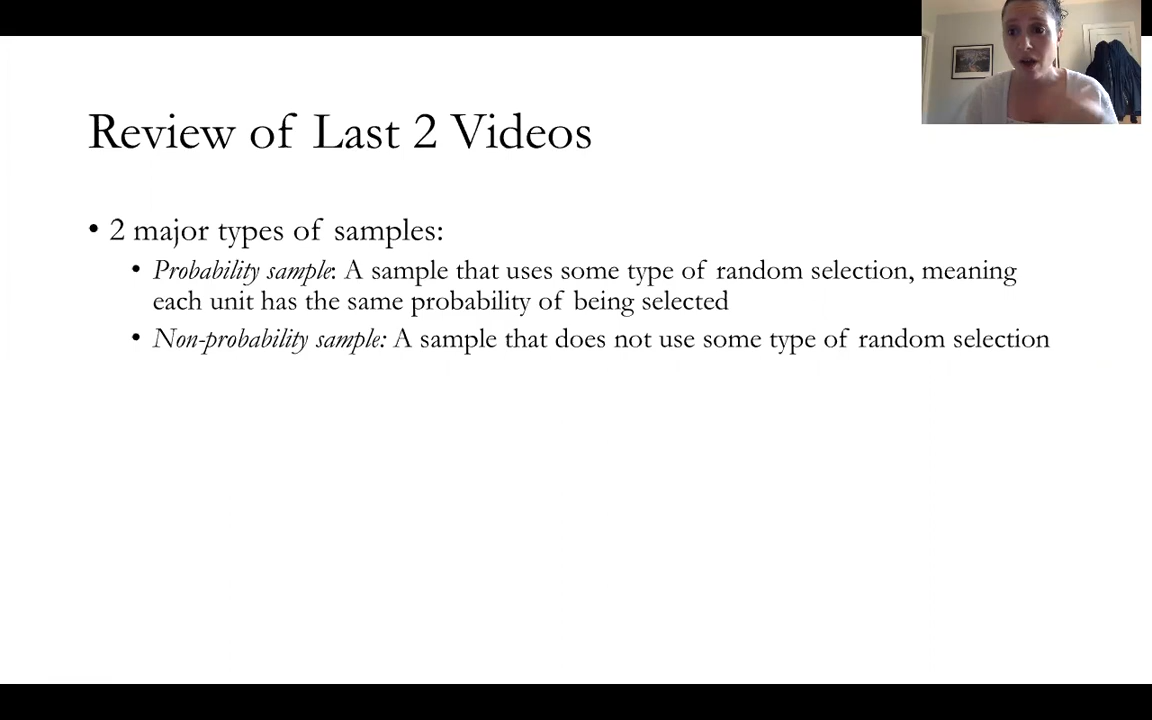 Review of Last 2 Videos
• 2 major types of samples:
• Probability sample: A sample that uses some type of random selection, meaning
each unit has the same probability of being selected
• Non-probability sample: A sample that does not use some type of random selection